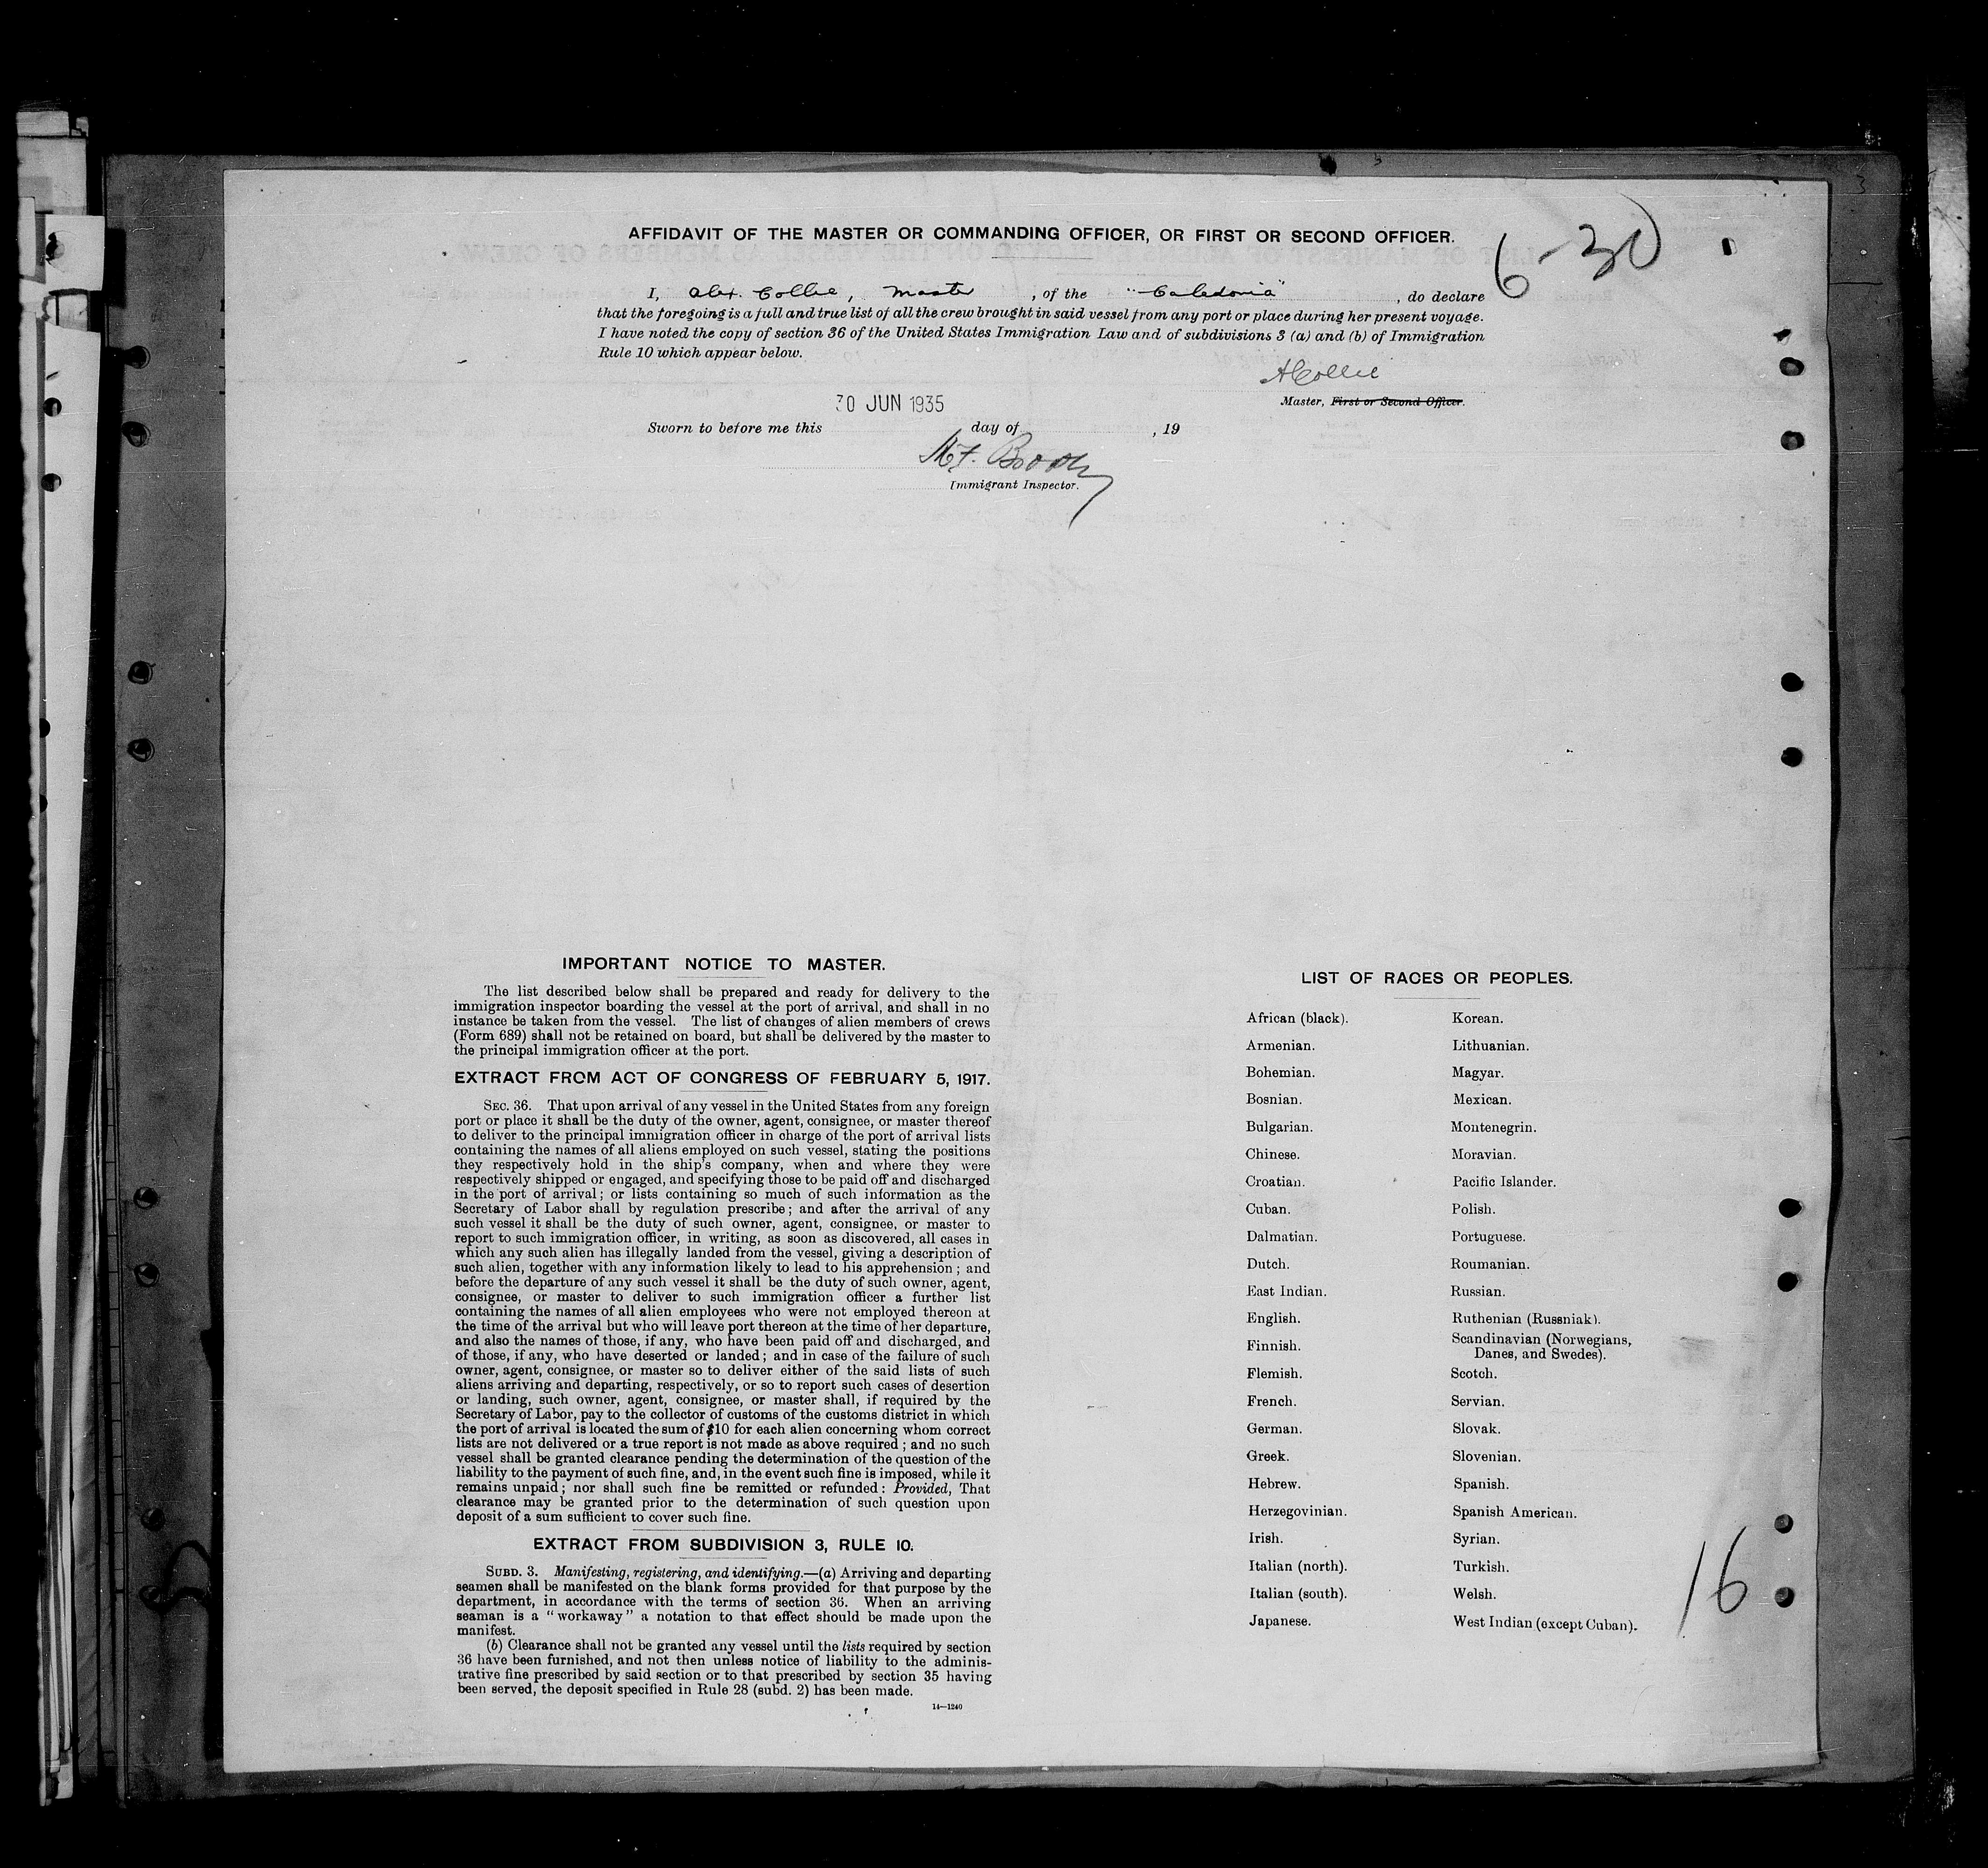 AFFIDAVIT OF THE MASTER OR COMMANDING OFFICER, OR FIRST OR SECOND OFFICER.
6-30
I, Alex. Collie, Master, of the "Caledonia", do declare
that the foregoing is a full and true list of all the crew brought in said vessel from any port or place during her present voyage.
I have noted the copy of section 36 of the United States Immigration Law and of subdivisions 3 (a) and (b) of Immigration
Rule 10 which appear below.
A Collie
Master, First or Second Officer.
30 JUN 1935
Sworn to before me this day of , 19
Immigrant Inspector.
IMPORTANT NOTICE TO MASTER.
The list described below shall be prepared and ready for delivery to the
immigration inspector boarding the vessel at the port of arrival, and shall in no
instance be taken from the vessel. The list of changes of alien members of crews
(Form 689) shall not be retained on board, but shall be delivered by the master to
the principal immigration officer at the port.
EXTRACT FROM ACT OF CONGRESS OF FEBRUARY 5, 1917.
SEC. 36. That upon arrival of any vessel in the United States from any foreign
port or place it shall be the duty of the owner, agent, consignee, or master thereof
to deliver to the principal immigration officer in charge of the port of arrival lists
containing the names of all aliens employed on such vessel, stating the positions
they respectively hold in the ship's company, when and where they were
respectively shipped or engaged, and specifying those to be paid off and discharged
in the port of arrival; or lists containing so much of such information as the
Secretary of Labor shall by regulation prescribe; and after the arrival of any
such vessel it shall be the duty of such owner, agent, consignee, or master to
report to such immigration officer, in writing, as soon as discovered, all cases in
which any such alien has illegally landed from the vessel, giving a description of
such alien, together with any information likely to lead to his apprehension; and
before the departure of any such vessel it shall be the duty of such owner, agent,
consignee, or master to deliver to such immigration officer a further list
containing the names of all alien employees who were not employed thereon at
the time of the arrival but who will leave port thereon at the time of her departure,
and also the names of those, if any, who have been paid off and discharged, and
of those, if any, who have deserted or landed; and in case of the failure of such
owner, agent, consignee, or master so to deliver either of the said lists of such
aliens arriving and departing, respectively, or so to report such cases of desertion
or landing, such owner, agent, consignee, or master shall, if required by the
Secretary of Labor, pay to the collector of customs of the customs district in which
the port of arrival is located the sum of $10 for each alien concerning whom correct
lists are not delivered or a true report is not made as above required; and no such
vessel shall be granted clearance pending the determination of the question of the
liability to the payment of such fine, and, in the event such fine is imposed, while it
remains unpaid; nor shall such fine be remitted or refunded: Provided, That
clearance may be granted prior to the determination of such question upon
deposit of a sum sufficient to cover such fine.
EXTRACT FROM SUBDIVISION 3, RULE 10.
SUBD. 3. Manifesting, registering, and identifying.—(a) Arriving and departing
seamen shall be manifested on the blank forms provided for that purpose by the
department, in accordance with the terms of section 36. When an arriving
seaman is a "workaway" a notation to that effect should be made upon the
manifest.
(b) Clearance shall not be granted any vessel until the lists required by section
36 have been furnished, and not then unless notice of liability to the adminis-
trative fine prescribed by said section or to that prescribed by section 35 having
been served, the deposit specified in Rule 28 (subd. 2) has been made.
14—1240
LIST OF RACES OR PEOPLES.
African (black). Korean.
Armenian. Lithuanian.
Bohemian. Magyar.
Bosnian. Mexican.
Bulgarian. Montenegrin.
Chinese. Moravian.
Croatian. Pacific Islander.
Cuban. Polish.
Dalmatian. Portuguese.
Dutch. Roumanian.
East Indian. Russian.
English. Ruthenian (Russniak).
Finnish. Scandinavian (Norwegians,
Danes, and Swedes).
Flemish. Scotch.
French. Servian.
German. Slovak.
Greek. Slovenian.
Hebrew. Spanish.
Herzegovinian. Spanish American.
Irish. Syrian.
Italian (north). Turkish.
Italian (south). Welsh.
Japanese. West Indian (except Cuban).
16